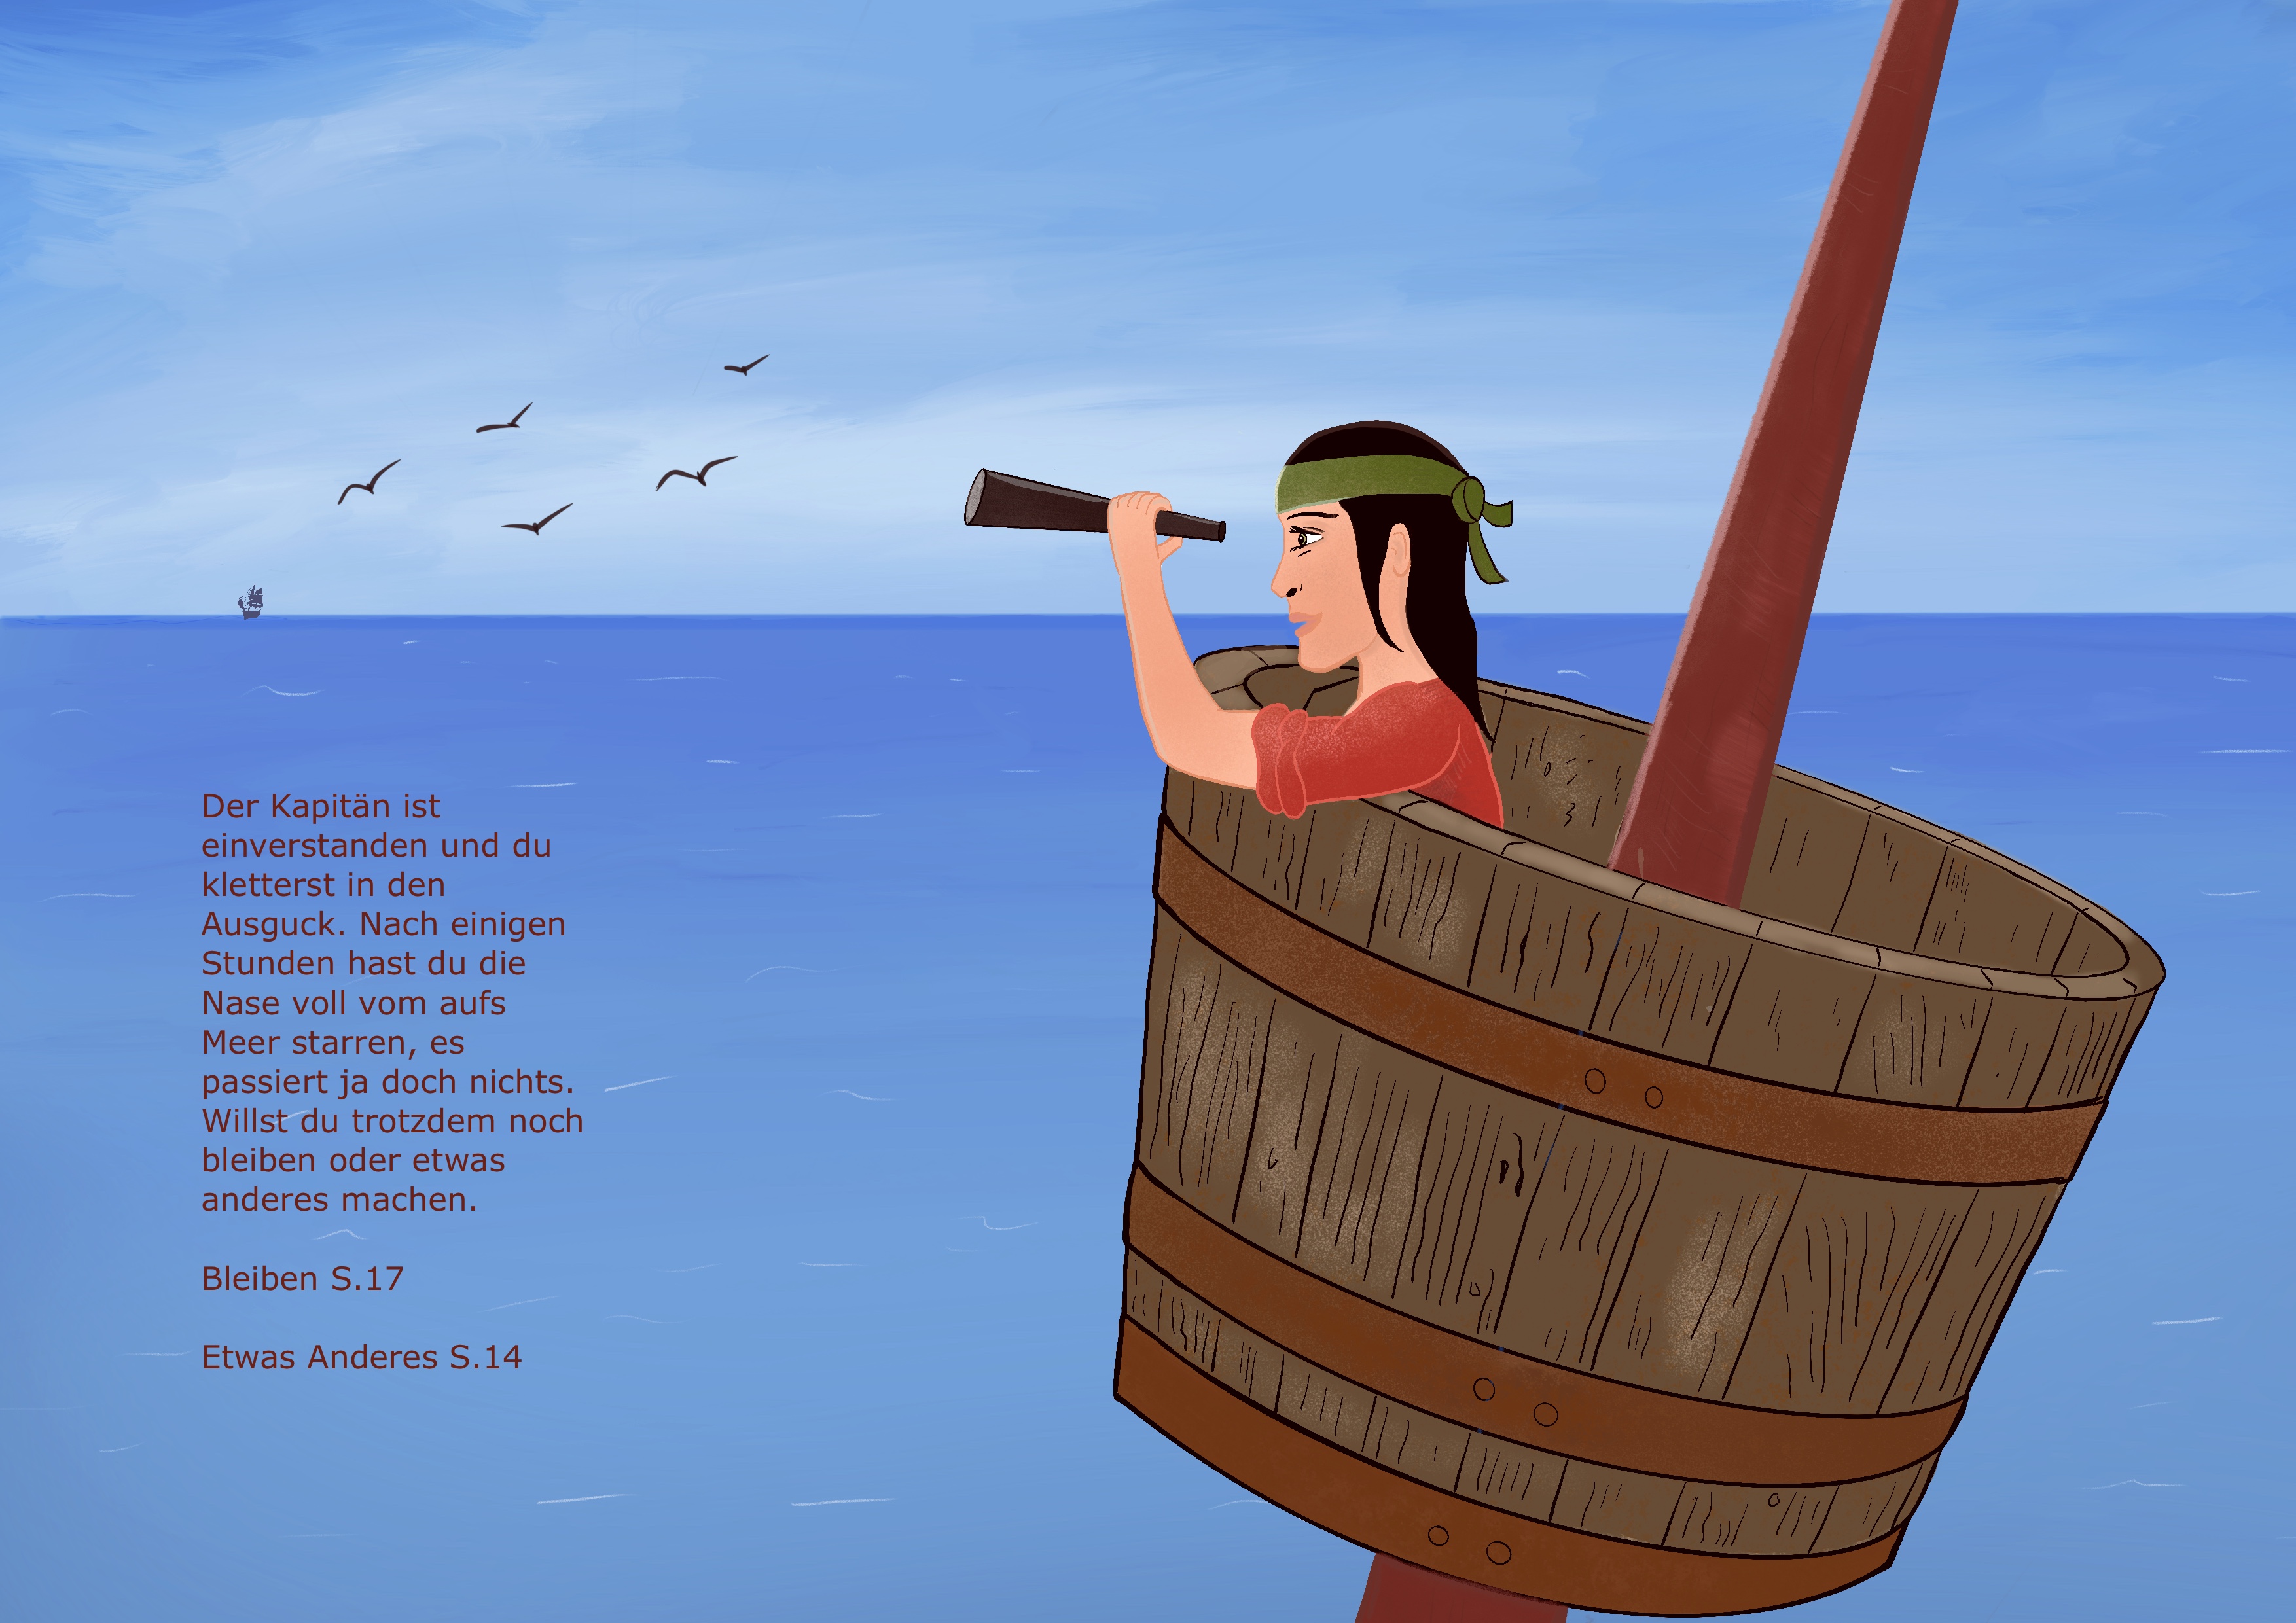 Der Kapitän ist
einverstanden und du
kletterst in den
Ausguck. Nach einigen
Stunden hast du die
Nase voll vom aufs
Meer starren, es
passiert ja doch nichts.
Willst du trotzdem noch
bleiben oder etwas
anderes machen.
Bleiben S.17
Etwas Anderes S.14